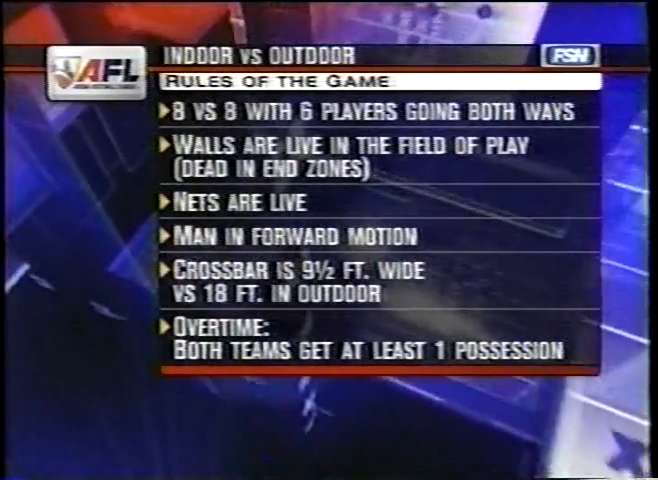 AFL
INDOOR VS OUTDOOR
FSN
RULES OF THE GAME
8 VS 8 WITH 6 PLAYERS GOING BOTH WAYS
WALLS ARE LIVE IN THE FIELD OF PLAY
(DEAD IN END ZONES)
NETS ARE LIVE
MAN IN FORWARD MOTION
CROSSBAR IS 9½ FT. WIDE
VS 18 FT. IN OUTDOOR
OVERTIME:
BOTH TEAMS GET AT LEAST 1 POSSESSION